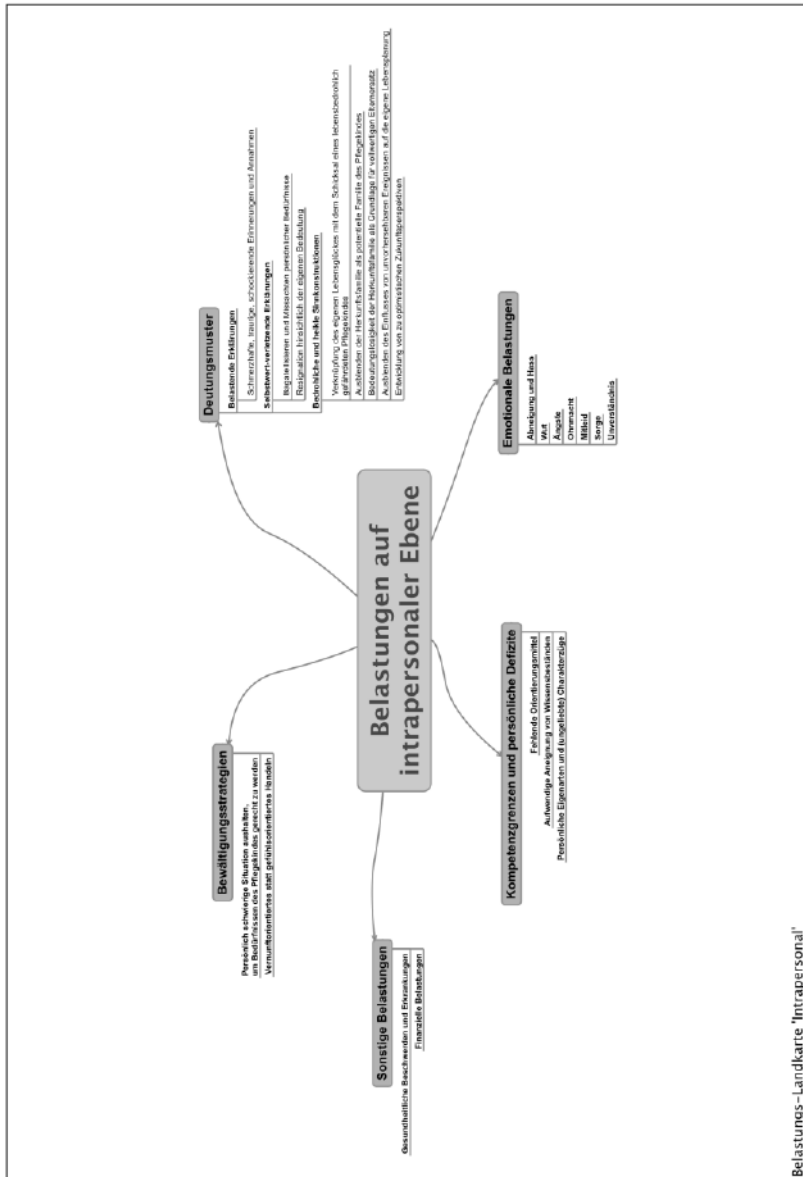 Belastungen auf
intrapersonaler Ebene
Deutungsmuster
Belastende Erklärungen
Schmerzhafte, traurige, schockierende Erinnerungen und Annahmen
Selbstwert-verletzende Erklärungen
Bagatellisieren und Missachten persönlicher Bedürfnisse
Resignation hinsichtlich der eigenen Bedeutung
Bedrohliche und heikle Sinnkonstruktionen
Verknüpfung des eigenen Lebensglückes mit dem Schicksal eines lebensbedrohlich
gefährdeten Pflegekindes
Ausblenden der Herkunftsfamilie als potentielle Familie des Pflegekindes
Bedeutungslosigkeit der Herkunftsfamilie als Grundlage für vollwertigen Elternersatz
Ausblenden des Einflusses von unvorhersehbaren Ereignissen auf die eigene Lebensplanung
Entwicklung von zu optimistischen Zukunftsperspektiven
Emotionale Belastungen
Abneigung und Hass
Wut
Ängste
Ohnmacht
Mitleid
Sorge
Unverständnis
Kompetenzgrenzen und persönliche Defizite
Fehlende Orientierungsmittel
Aufwendige Aneignung von Wissensbeständen
Persönliche Eigenarten und (ungeliebte) Charakterzüge
Sonstige Belastungen
Gesundheitliche Beschwerden und Erkrankungen
Finanzielle Belastungen
Bewältigungsstrategien
Persönlich schwierige Situation aushalten,
um Bedürfnissen des Pflegekindes gerecht zu werden
Vernunftorientiertes statt gefühlsorientiertes Handeln
Belastungs-Landkarte 'Intrapersonal'